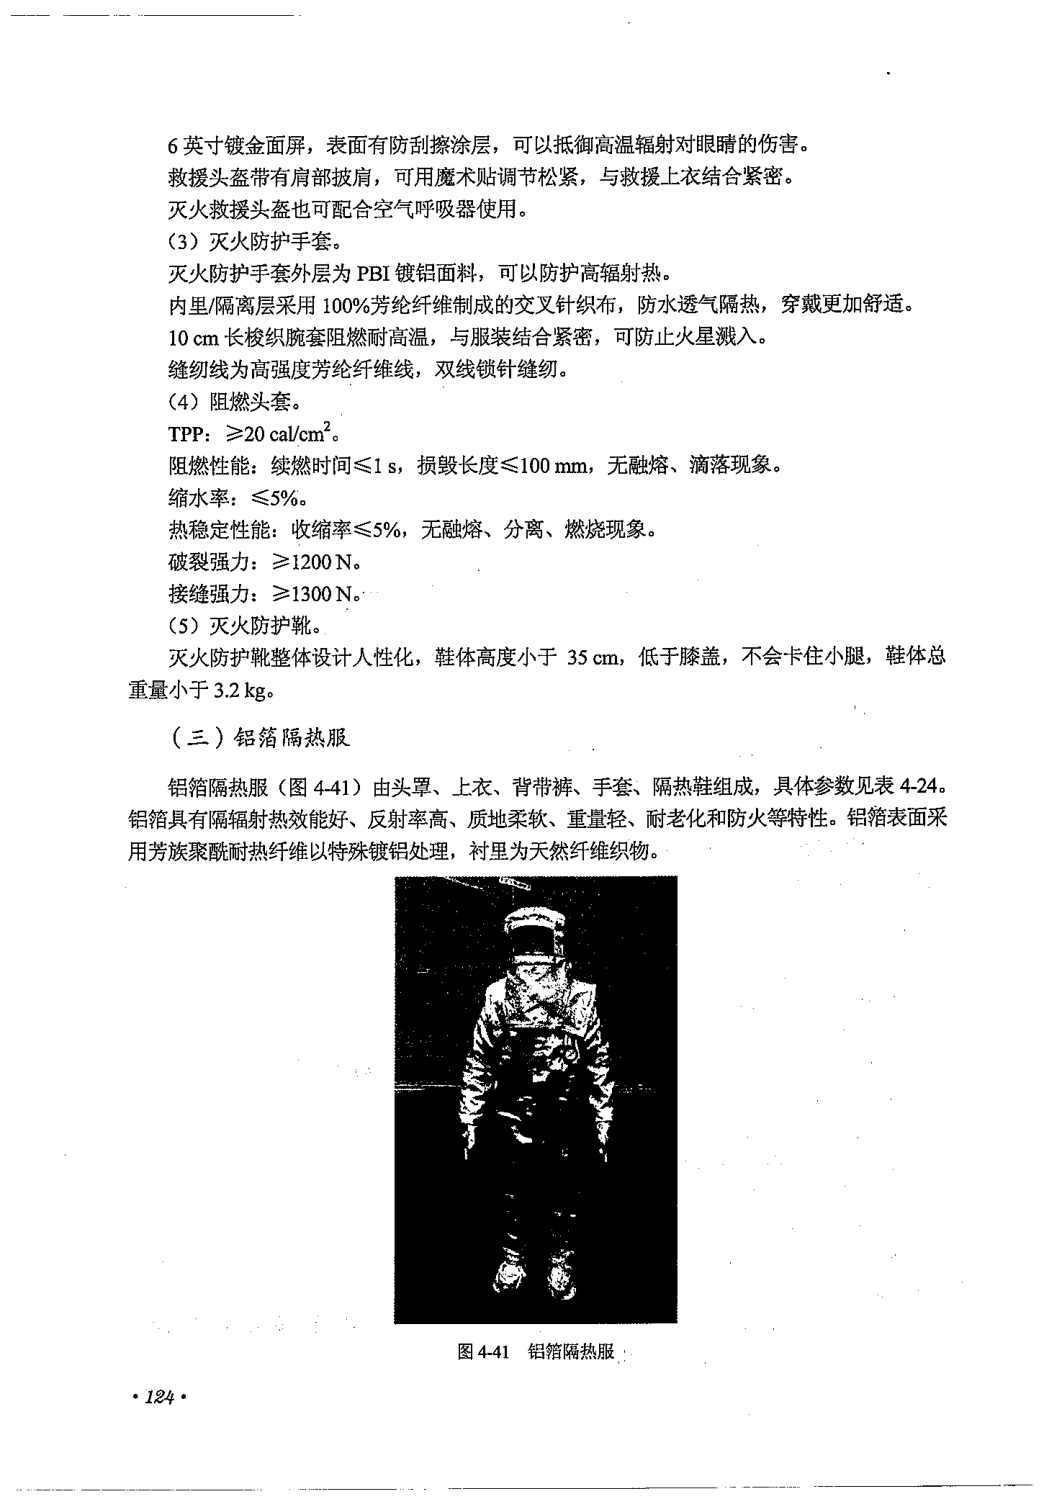 6 英寸镀金面屏，表面有防刮擦涂层，可以抵御高温辐射对眼睛的伤害。
救援头盔带有肩部披肩，可用魔术贴调节松紧，与救援上衣结合紧密。
灭火救援头盔也可配合空气呼吸器使用。
（3）灭火防护手套。
灭火防护手套外层为 PBI 镀铝面料，可以防护高辐射热。
内里/隔离层采用 100%芳纶纤维制成的交叉针织布，防水透气隔热，穿戴更加舒适。
10 cm 长梭织腕套阻燃耐高温，与服装结合紧密，可防止火星溅入。
缝纫线为高强度芳纶纤维线，双线锁针缝纫。
（4）阻燃头套。
TPP：≥20 cal/cm²。
阻燃性能：续燃时间≤1 s，损毁长度≤100 mm，无融熔、滴落现象。
缩水率：≤5%。
热稳定性能：收缩率≤5%，无融熔、分离、燃烧现象。
破裂强力：≥1200 N。
接缝强力：≥1300 N。
（5）灭火防护靴。
灭火防护靴整体设计人性化，鞋体高度小于 35 cm，低于膝盖，不会卡住小腿，鞋体总
重量小于 3.2 kg。
（三）铝箔隔热服
铝箔隔热服（图 4-41）由头罩、上衣、背带裤、手套、隔热鞋组成，具体参数见表 4-24。
铝箔具有隔辐射热效能好、反射率高、质地柔软、重量轻、耐老化和防火等特性。铝箔表面采
用芳族聚酰耐热纤维以特殊镀铝处理，衬里为天然纤维织物。
图 4-41 铝箔隔热服
·124·